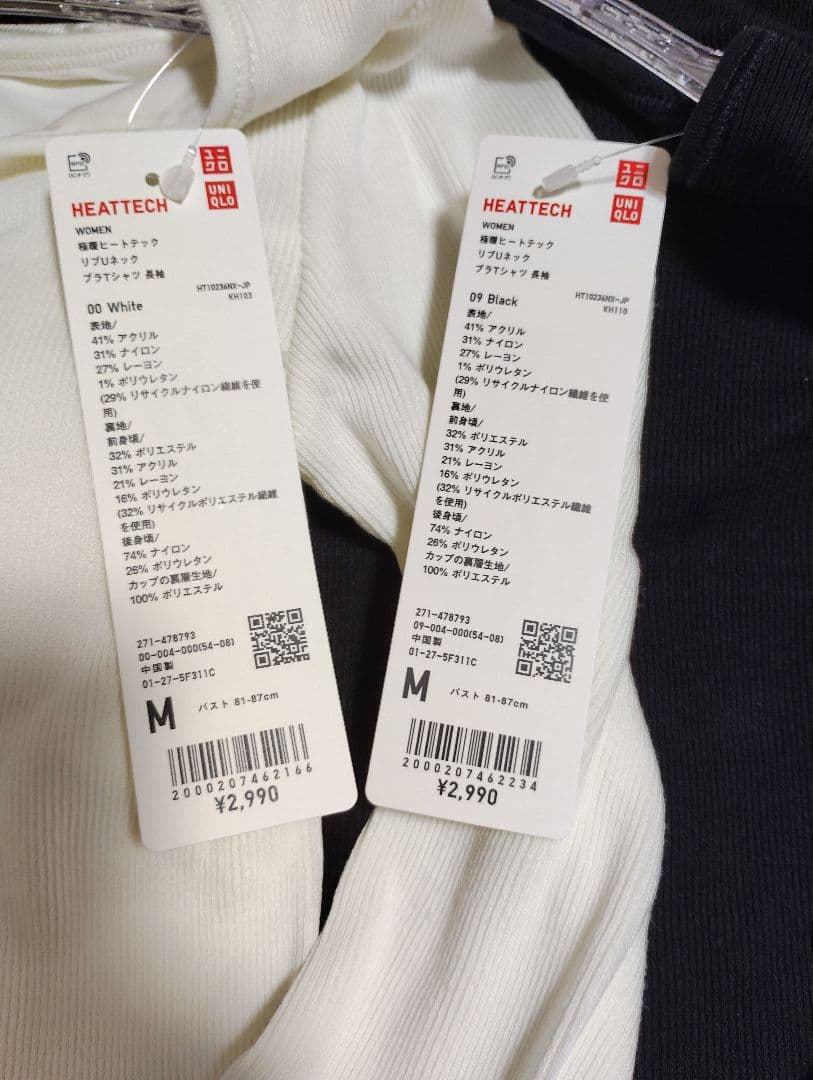 ユニ
クロ
UNI
QLO
HEATTECH
WOMEN
極暖ヒートテック
リブUネック
ブラTシャツ 長袖
HT10236NX-JP
KH103
00 White
表地/
41% アクリル
31% ナイロン
27% レーヨン
1% ポリウレタン
(29% リサイクルナイロン繊維を使
用)
裏地/
前身頃/
32% ポリエステル
31% アクリル
21% レーヨン
16% ポリウレタン
(32% リサイクルポリエステル繊維
を使用)
後身頃/
74% ナイロン
26% ポリウレタン
カップの裏層生地/
100% ポリエステル
271-478793
00-004-000(54-08)
中国製
01-27-5F311C
M
バスト 81-87cm
2000207462166
¥2,990
ユニ
クロ
UNI
QLO
HEATTECH
WOMEN
極暖ヒートテック
リブUネック
ブラTシャツ 長袖
HT10236NX-JP
KH110
09 Black
表地/
41% アクリル
31% ナイロン
27% レーヨン
1% ポリウレタン
(29% リサイクルナイロン繊維を使
用)
裏地/
前身頃/
32% ポリエステル
31% アクリル
21% レーヨン
16% ポリウレタン
(32% リサイクルポリエステル繊維
を使用)
後身頃/
74% ナイロン
26% ポリウレタン
カップの裏層生地/
100% ポリエステル
271-478793
09-004-000(54-08)
中国製
01-27-5F311C
M
バスト 81-87cm
2000207462234
¥2,990